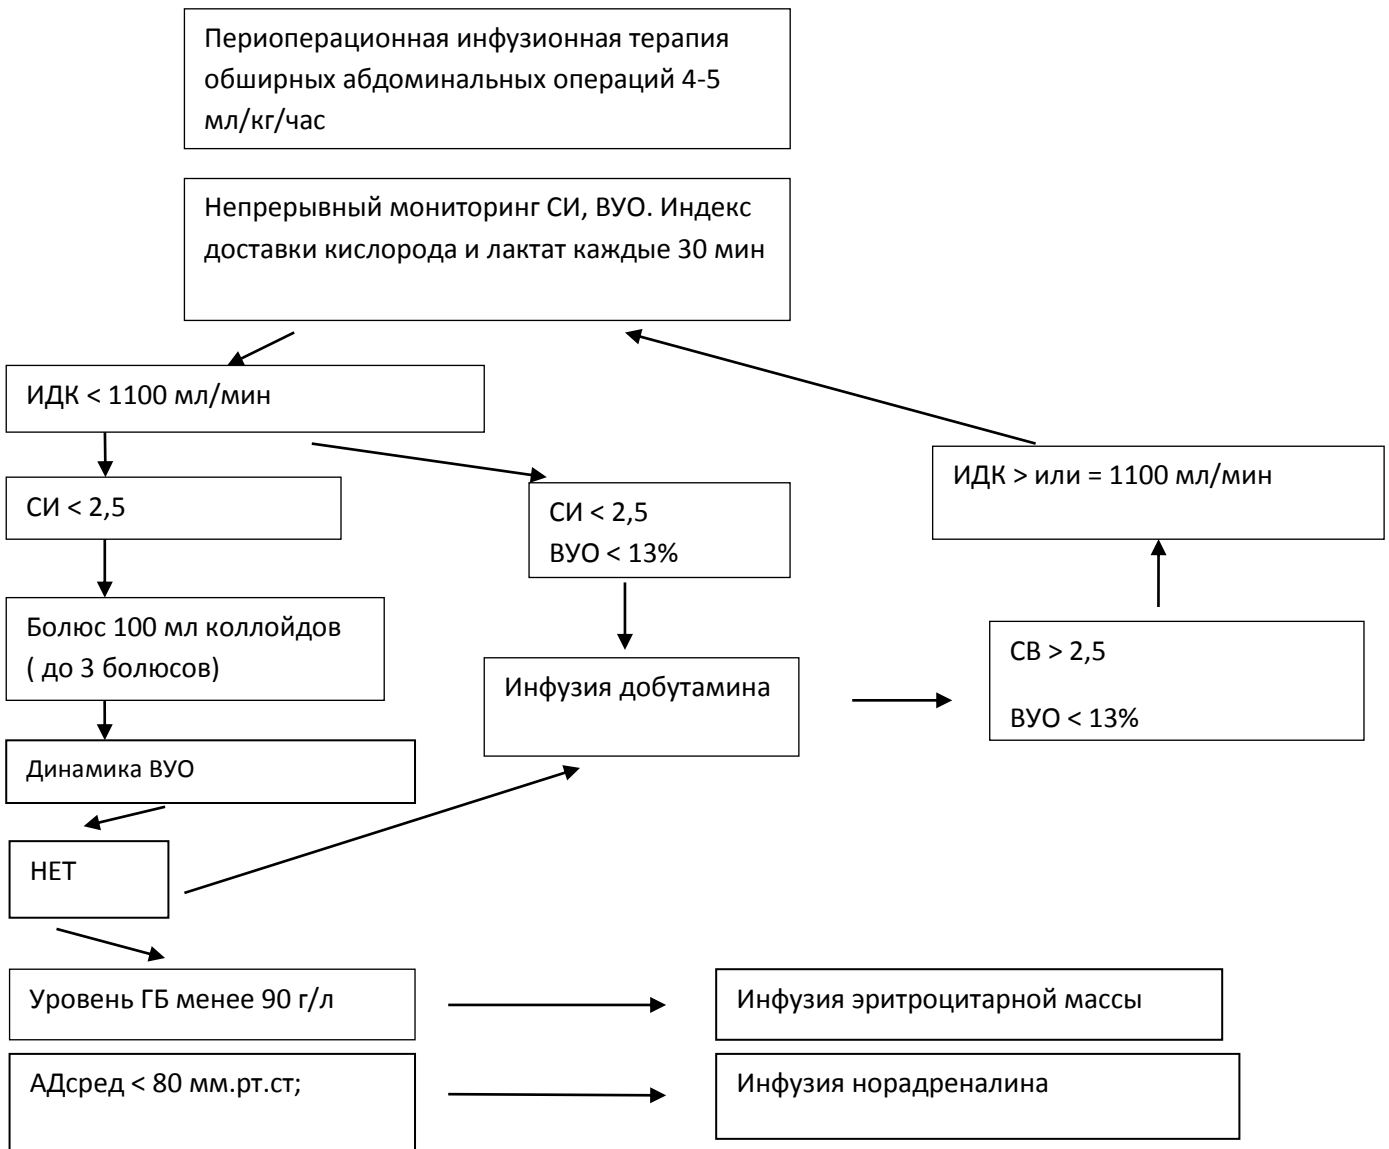 Периоперационная инфузионная терапия
обширных абдоминальных операций 4-5
мл/кг/час
Непрерывный мониторинг СИ, ВУО. Индекс
доставки кислорода и лактат каждые 30 мин
ИДК < 1100 мл/мин
ИДК > или = 1100 мл/мин
СИ < 2,5
СИ < 2,5
ВУО < 13%
Болюс 100 мл коллоидов
( до 3 болюсов)
Инфузия добутамина
СВ > 2,5
ВУО < 13%
Динамика ВУО
НЕТ
Уровень ГБ менее 90 г/л
Инфузия эритроцитарной массы
АДсред < 80 мм.рт.ст;
Инфузия норадреналина